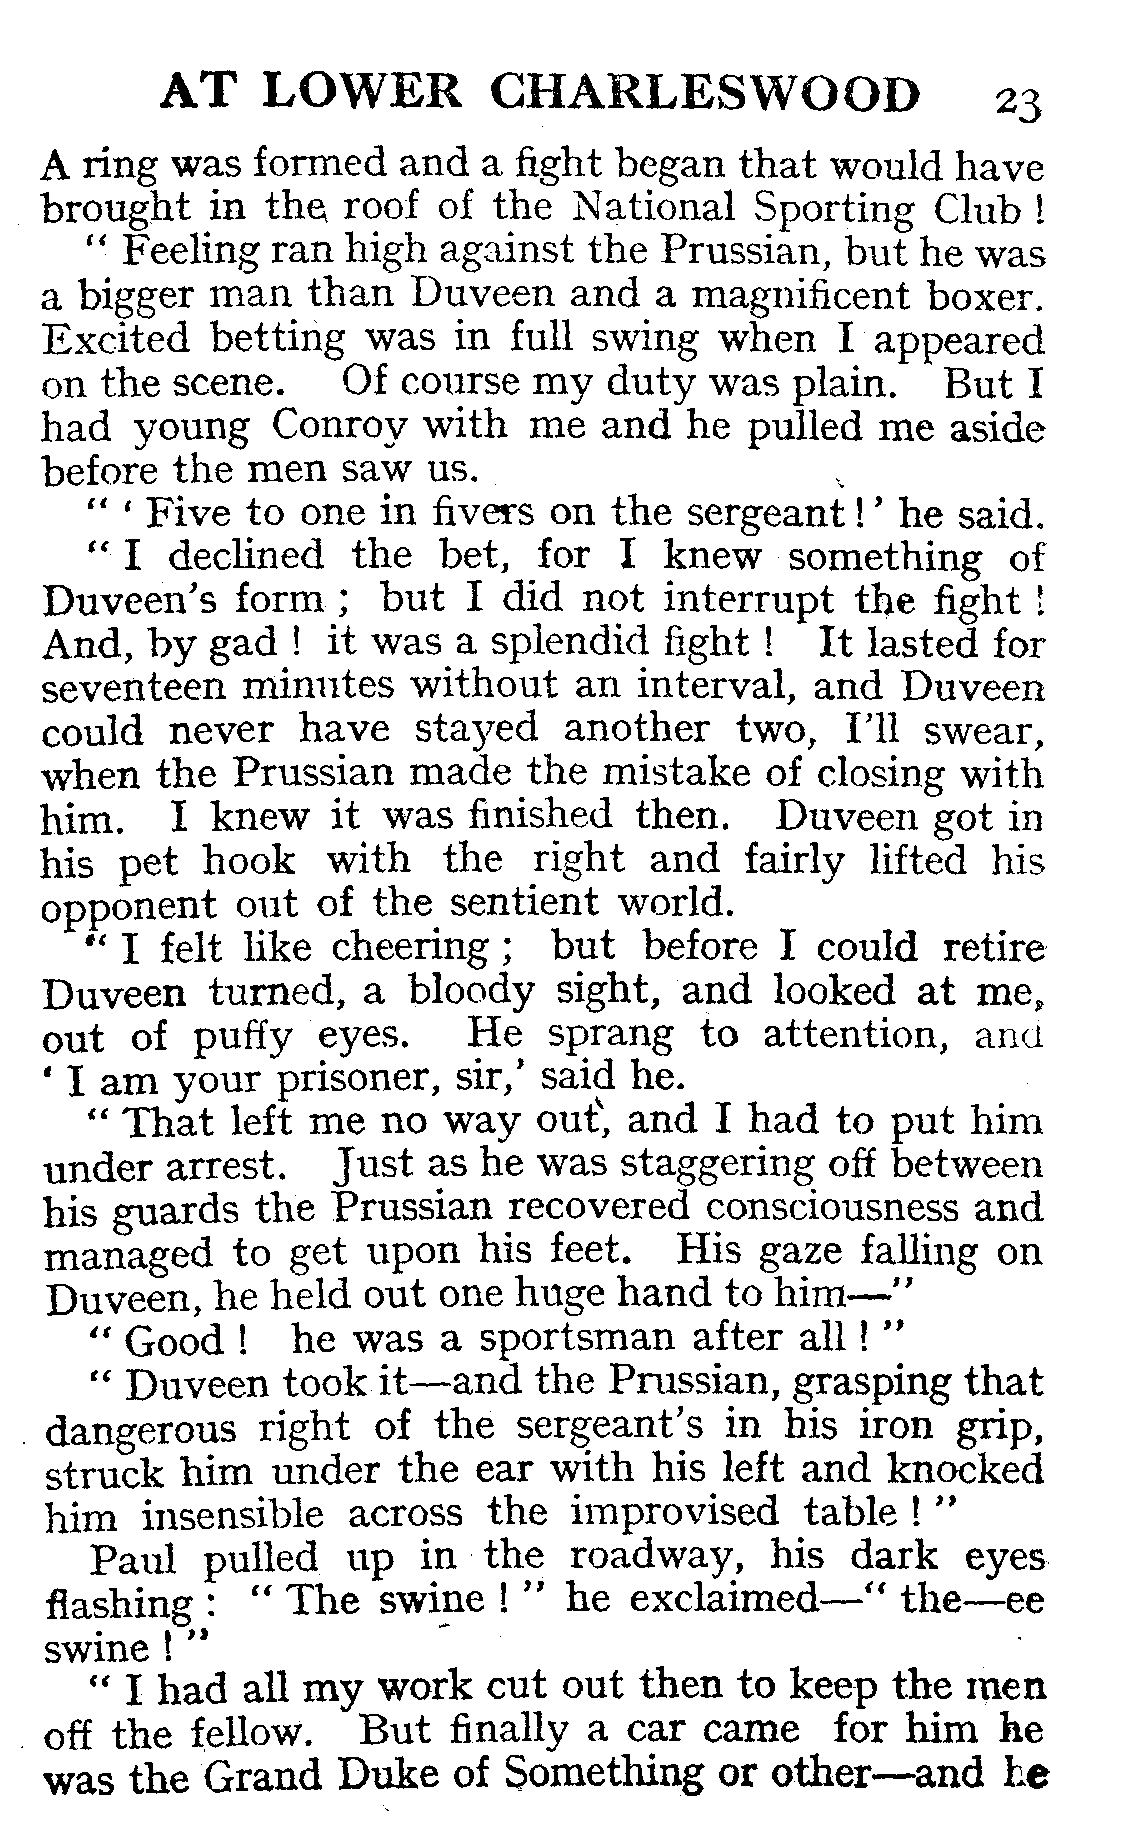 AT LOWER CHARLESWOOD 23
A ring was formed and a fight began that would have
brought in the roof of the National Sporting Club !
“ Feeling ran high against the Prussian, but he was
a bigger man than Duveen and a magnificent boxer.
Excited betting was in full swing when I appeared
on the scene. Of course my duty was plain. But I
had young Conroy with me and he pulled me aside
before the men saw us.
“ ‘ Five to one in fivers on the sergeant ! ’ he said.
“ I declined the bet, for I knew something of
Duveen’s form ; but I did not interrupt the fight !
And, by gad ! it was a splendid fight ! It lasted for
seventeen minutes without an interval, and Duveen
could never have stayed another two, I’ll swear,
when the Prussian made the mistake of closing with
him. I knew it was finished then. Duveen got in
his pet hook with the right and fairly lifted his
opponent out of the sentient world.
“ I felt like cheering ; but before I could retire
Duveen turned, a bloody sight, and looked at me,
out of puffy eyes. He sprang to attention, and
‘ I am your prisoner, sir,’ said he.
“ That left me no way out, and I had to put him
under arrest. Just as he was staggering off between
his guards the Prussian recovered consciousness and
managed to get upon his feet. His gaze falling on
Duveen, he held out one huge hand to him—”
“ Good ! he was a sportsman after all ! ”
“ Duveen took it—and the Prussian, grasping that
dangerous right of the sergeant’s in his iron grip,
struck him under the ear with his left and knocked
him insensible across the improvised table ! ”
Paul pulled up in the roadway, his dark eyes
flashing : “ The swine ! ” he exclaimed—“ the—ee
swine ! ”
“ I had all my work cut out then to keep the men
off the fellow. But finally a car came for him he
was the Grand Duke of Something or other—and he